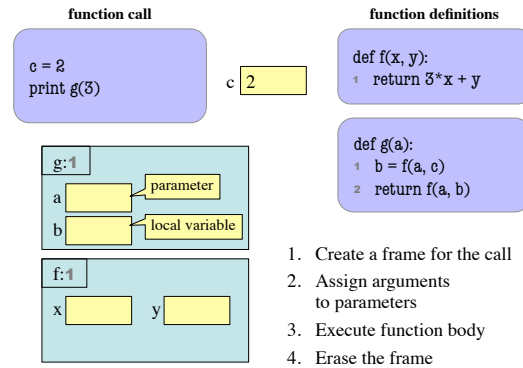 function call
c = 2
print g(3)
c 2
g:1
a
parameter
b
local variable
f:1
x y
function definitions
def f(x, y):
1 return 3*x + y
def g(a):
1 b = f(a, c)
2 return f(a, b)
1. Create a frame for the call
2. Assign arguments
to parameters
3. Execute function body
4. Erase the frame